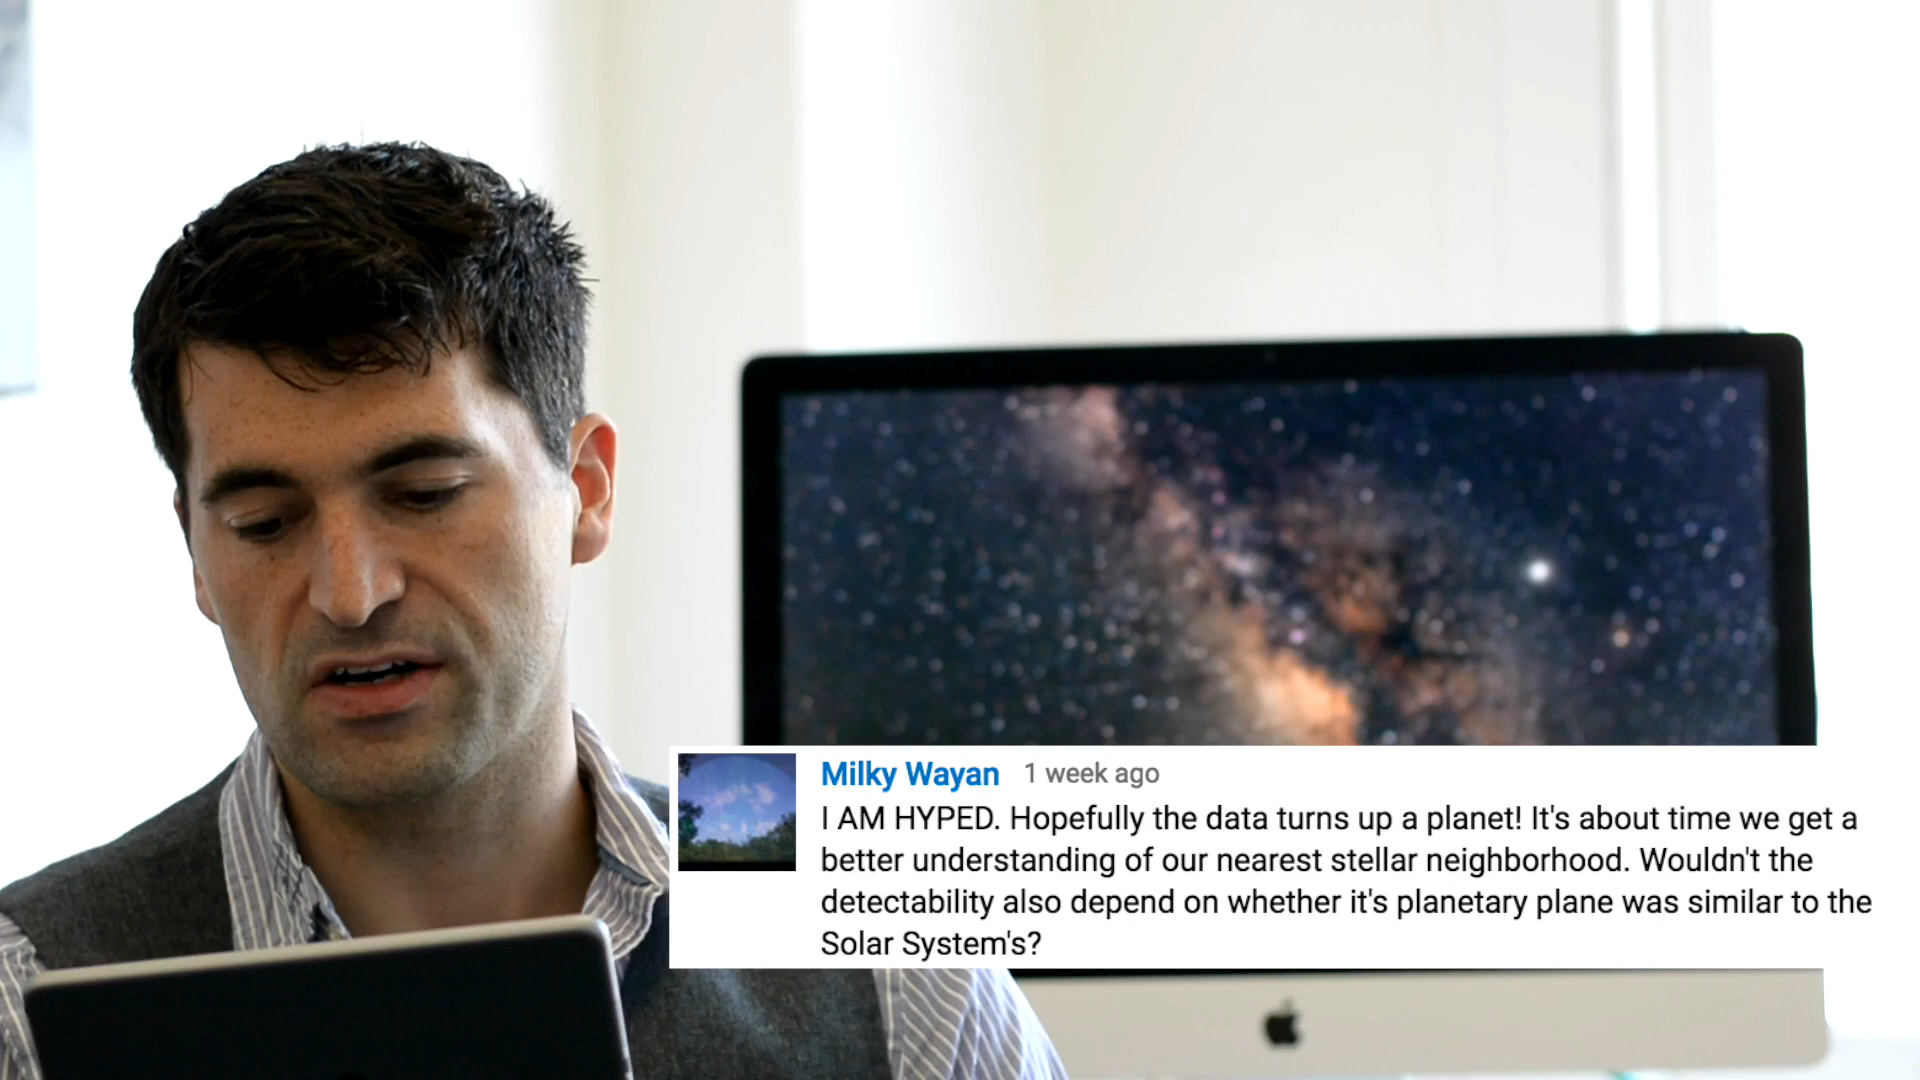 Milky Wayan 1 week ago
I AM HYPED. Hopefully the data turns up a planet! It's about time we get a
better understanding of our nearest stellar neighborhood. Wouldn't the
detectability also depend on whether it's planetary plane was similar to the
Solar System's?